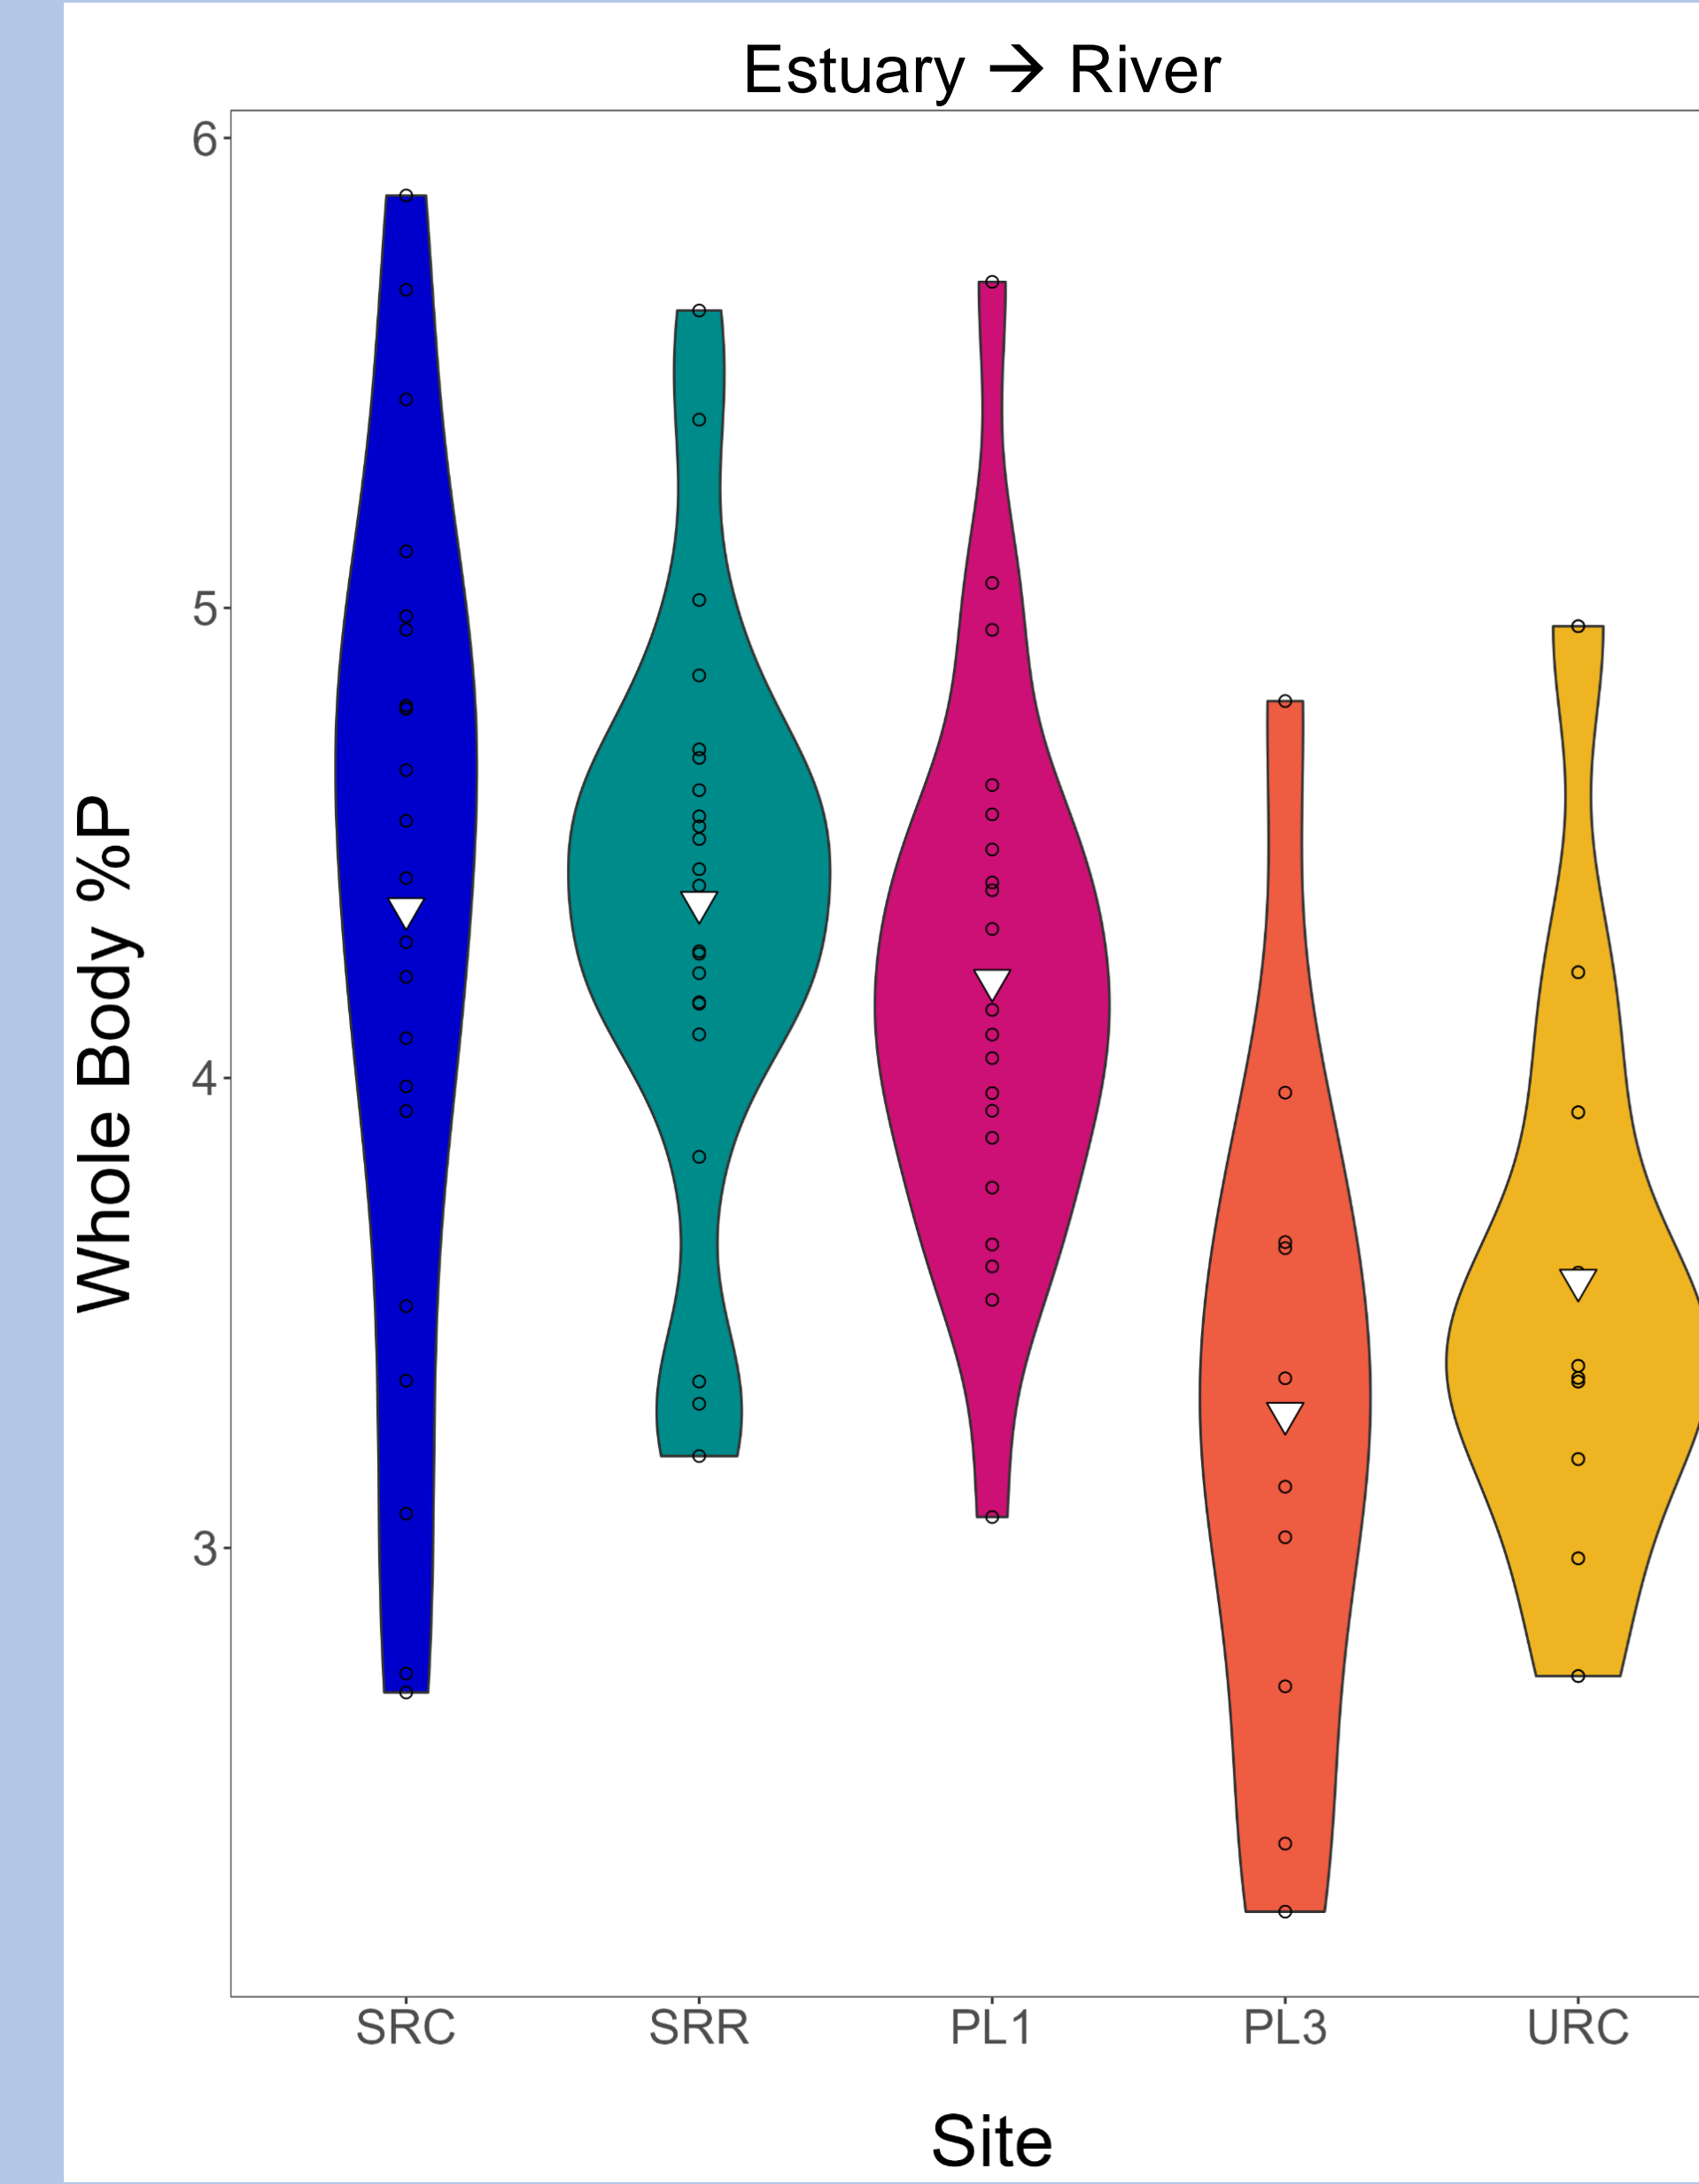 Estuary → River
6
5
4
3
Whole Body %P
SRC SRR PL1 PL3 URC
Site